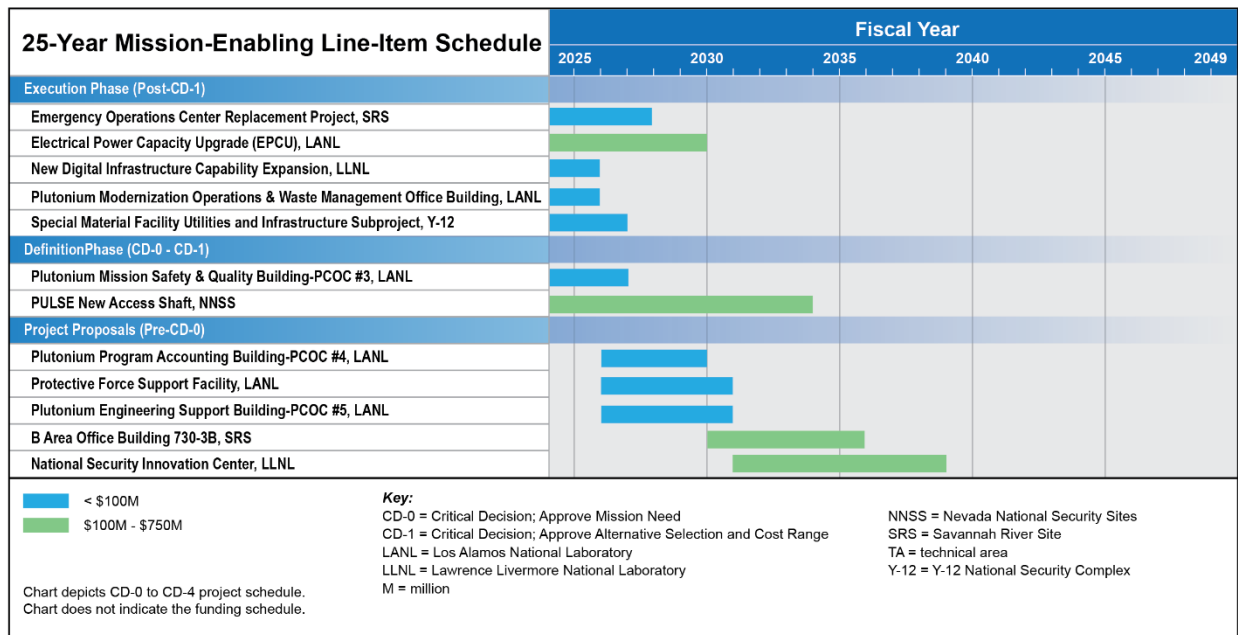 25-Year Mission-Enabling Line-Item Schedule
Fiscal Year
2025 2030 2035 2040 2045 2049
Execution Phase (Post-CD-1)
Emergency Operations Center Replacement Project, SRS
Electrical Power Capacity Upgrade (EPCU), LANL
New Digital Infrastructure Capability Expansion, LLNL
Plutonium Modernization Operations & Waste Management Office Building, LANL
Special Material Facility Utilities and Infrastructure Subproject, Y-12
DefinitionPhase (CD-0 - CD-1)
Plutonium Mission Safety & Quality Building-PCOC #3, LANL
PULSE New Access Shaft, NNSS
Project Proposals (Pre-CD-0)
Plutonium Program Accounting Building-PCOC #4, LANL
Protective Force Support Facility, LANL
Plutonium Engineering Support Building-PCOC #5, LANL
B Area Office Building 730-3B, SRS
National Security Innovation Center, LLNL
< $100M
$100M - $750M
Chart depicts CD-0 to CD-4 project schedule.
Chart does not indicate the funding schedule.
Key:
CD-0 = Critical Decision; Approve Mission Need
CD-1 = Critical Decision; Approve Alternative Selection and Cost Range
LANL = Los Alamos National Laboratory
LLNL = Lawrence Livermore National Laboratory
M = million
NNSS = Nevada National Security Sites
SRS = Savannah River Site
TA = technical area
Y-12 = Y-12 National Security Complex